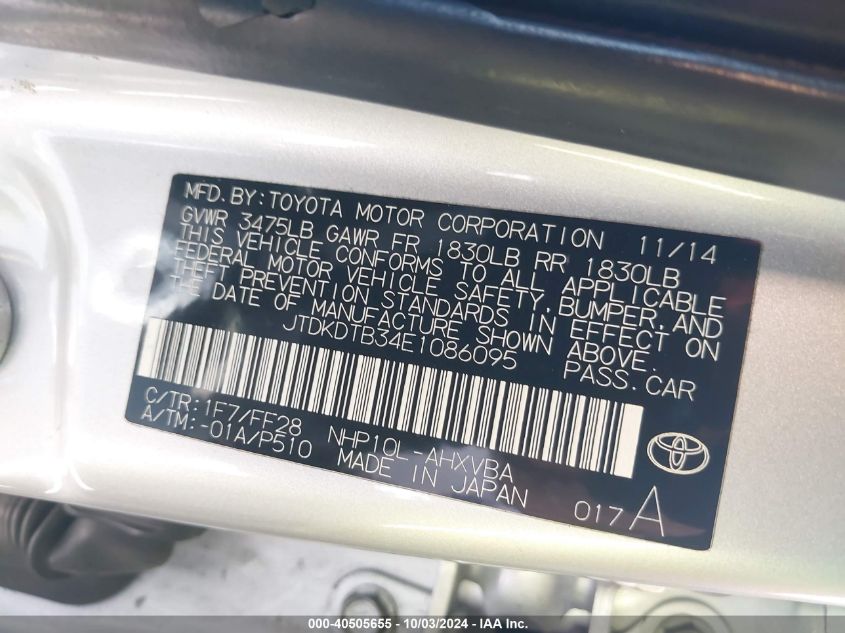 MFD. BY: TOYOTA MOTOR CORPORATION 11/14
GVWR 3475LB GAWR FR 1830LB RR 1830LB
THIS VEHICLE CONFORMS TO ALL APPLICABLE
FEDERAL MOTOR VEHICLE SAFETY, BUMPER, AND
THEFT PREVENTION STANDARDS IN EFFECT ON
THE DATE OF MANUFACTURE SHOWN ABOVE.
JTDKDTB34E1086095 PASS. CAR
C/TR:1F7/FF28 NHP10L-AHXVBA
A/TM:-01A/P510 MADE IN JAPAN 017 A
000-40505655 - 10/03/2024 - IAA Inc.